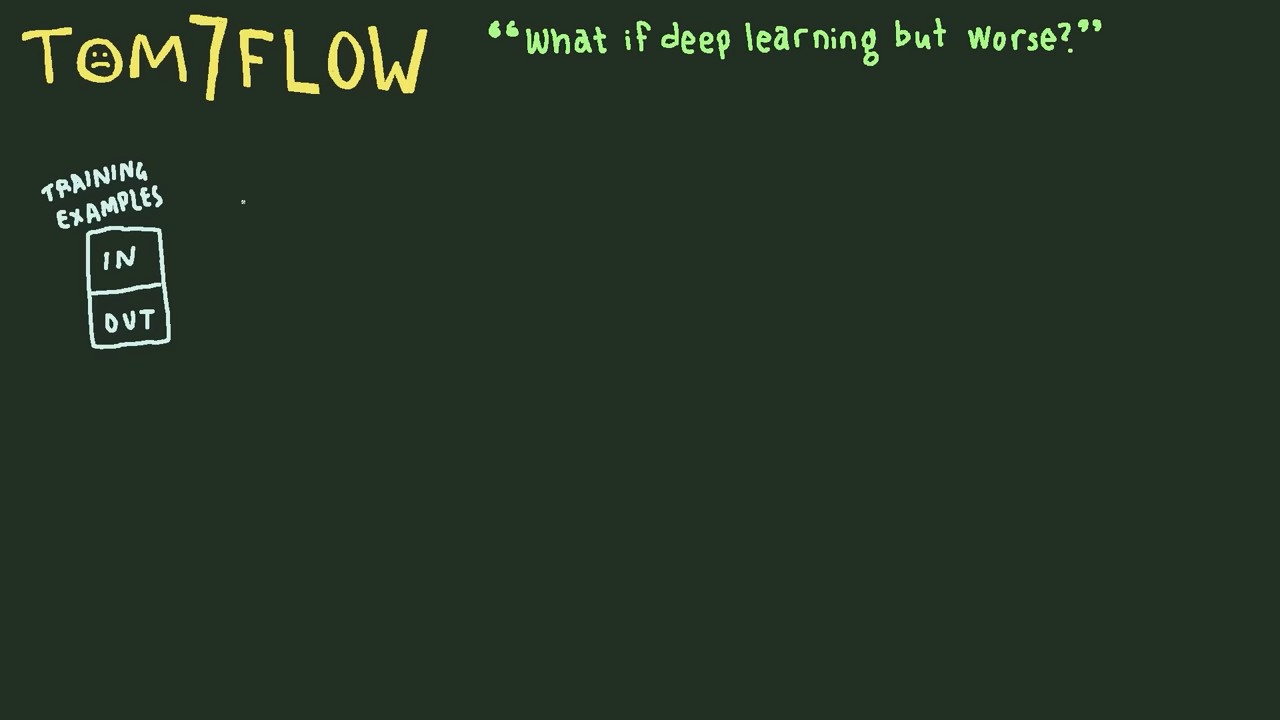 TOM7FLOW
“What if deep learning but worse?”
TRAINING
EXAMPLES
IN
OUT